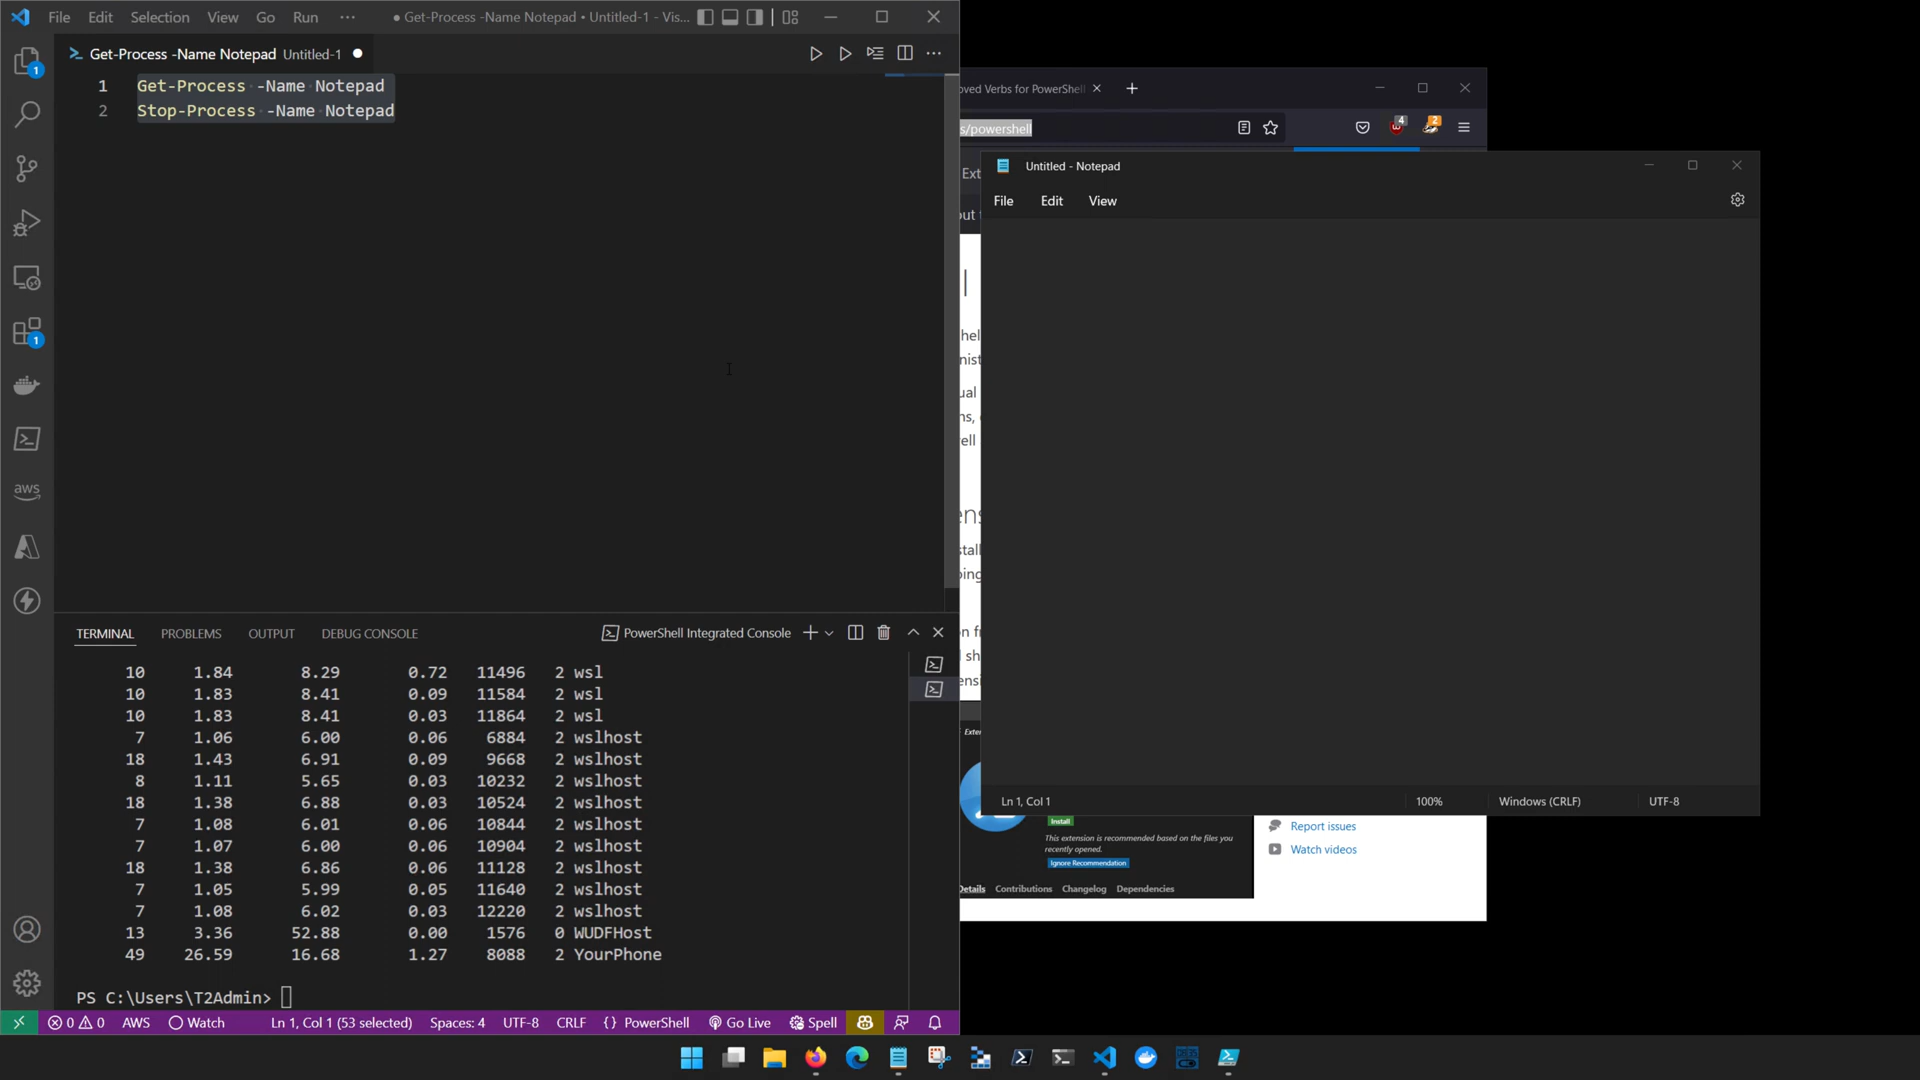 File Edit Selection View Go Run ··· ● Get-Process -Name Notepad • Untitled-1 - Vis...
Get-Process -Name Notepad Untitled-1 ●
1 Get-Process -Name Notepad
2 Stop-Process -Name Notepad
1
1
aws
TERMINAL PROBLEMS OUTPUT DEBUG CONSOLE PowerShell Integrated Console
10 1.84 8.29 0.72 11496 2 wsl
10 1.83 8.41 0.09 11584 2 wsl
10 1.83 8.41 0.03 11864 2 wsl
7 1.06 6.00 0.06 6884 2 wslhost
18 1.43 6.91 0.09 9668 2 wslhost
8 1.11 5.65 0.03 10232 2 wslhost
18 1.38 6.88 0.03 10524 2 wslhost
7 1.08 6.01 0.06 10844 2 wslhost
7 1.07 6.00 0.06 10904 2 wslhost
18 1.38 6.86 0.06 11128 2 wslhost
7 1.05 5.99 0.05 11640 2 wslhost
7 1.08 6.02 0.03 12220 2 wslhost
13 3.36 52.88 0.00 1576 0 WUDFHost
49 26.59 16.68 1.27 8088 2 YourPhone
PS C:\Users\T2Admin>
0 0 AWS Watch Ln 1, Col 1 (53 selected) Spaces: 4 UTF-8 CRLF {} PowerShell Go Live Spell
oved Verbs for PowerShell
s/powershell
4
2
Untitled - Notepad
File Edit View
Ln 1, Col 1 100% Windows (CRLF) UTF-8
Install
This extension is recommended based on the files you
recently opened.
Ignore Recommendation
Details Contributions Changelog Dependencies
Report issues
Watch videos